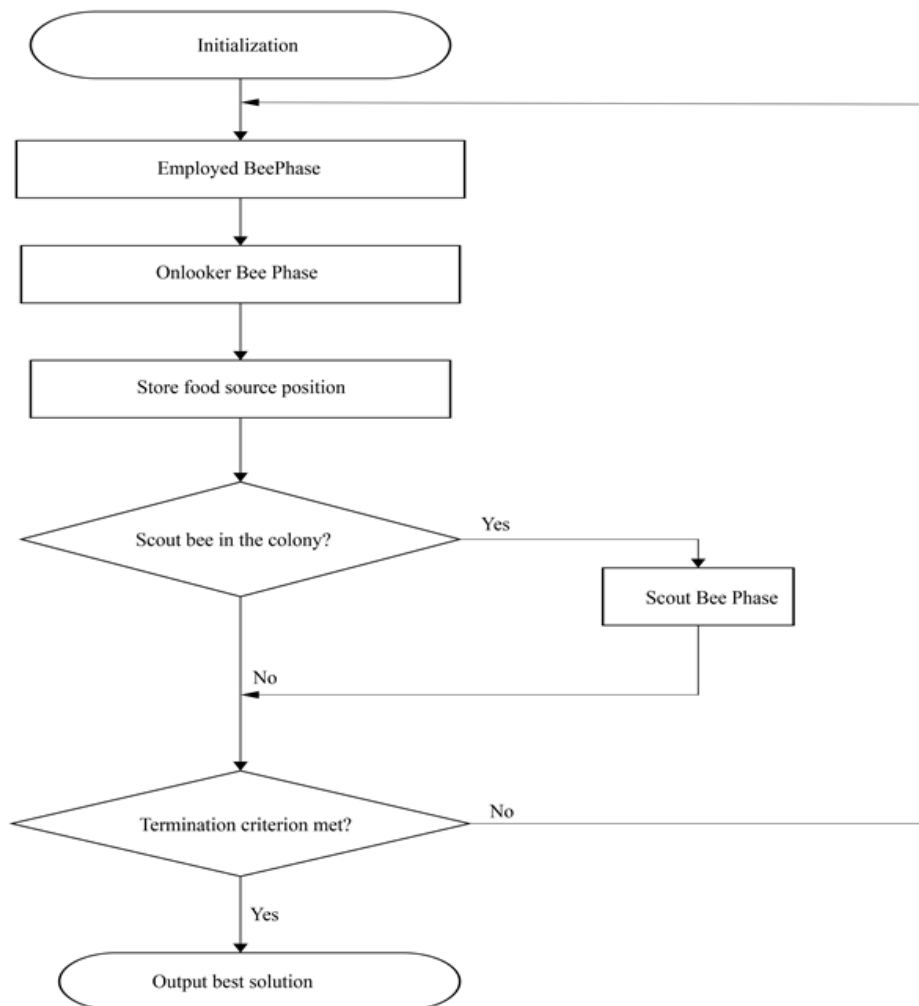 Initialization
Employed BeePhase
Onlooker Bee Phase
Store food source position
Scout bee in the colony?
Yes
Scout Bee Phase
No
Termination criterion met?
No
Yes
Output best solution